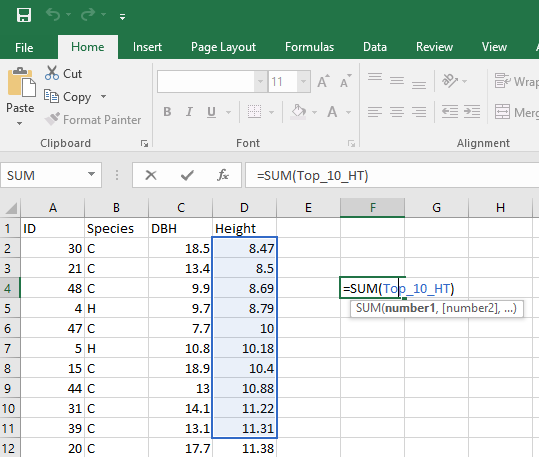 File Home Insert Page Layout Formulas Data Review View
Cut
Copy
Format Painter
Paste
11 A A
B I U A
Wrap
Merg
Clipboard Font Alignment
SUM =SUM(Top_10_HT)
A B C D E F G H
1 ID Species DBH Height
2 30 C 18.5 8.47
3 21 C 13.4 8.5
4 48 C 9.9 8.69 =SUM(Top_10_HT)
5 4 H 9.7 8.79 SUM(number1, [number2], ...)
6 47 C 7.7 10
7 5 H 10.8 10.18
8 15 C 18.9 10.4
9 44 C 13 10.88
10 31 C 14.1 11.22
11 39 C 13.1 11.31
12 20 C 17.7 11.38